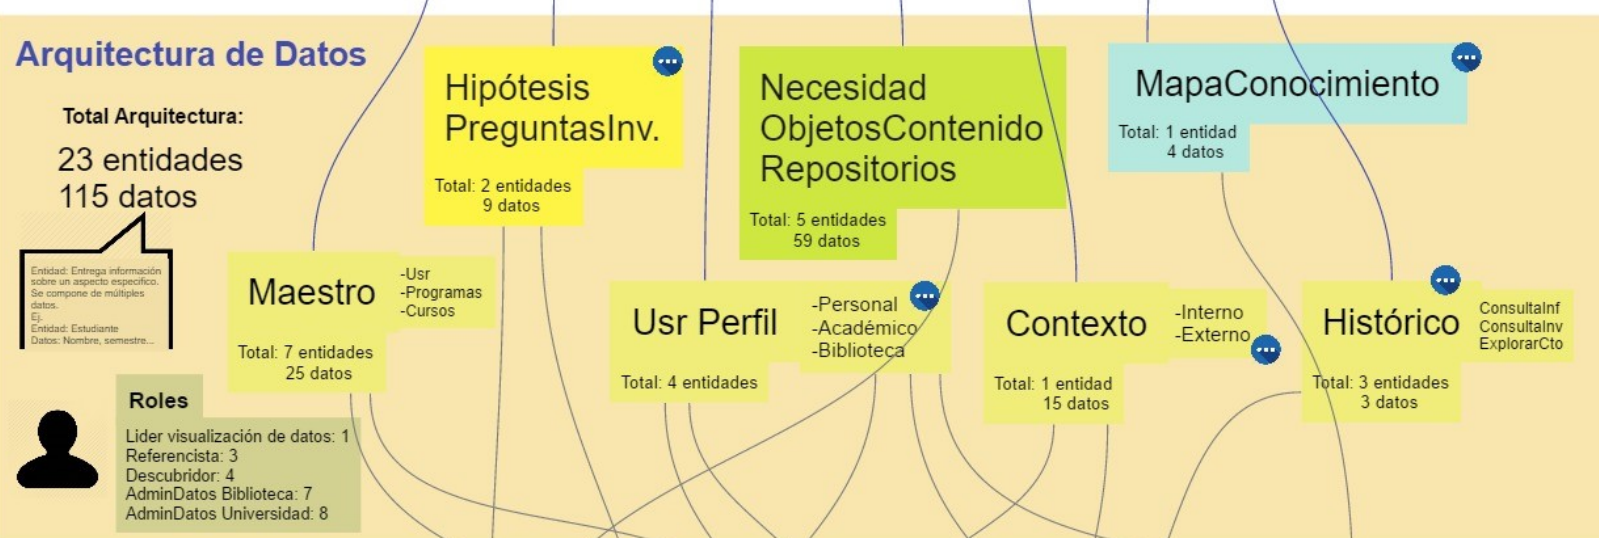 Arquitectura de Datos
Total Arquitectura:
23 entidades
115 datos
Entidad: Entrega información
sobre un aspecto especifico.
Se compone de múltiples
datos.
Ej.
Entidad: Estudiante
Datos: Nombre, semestre...
Roles
Lider visualización de datos: 1
Referencista: 3
Descubridor: 4
AdminDatos Biblioteca: 7
AdminDatos Universidad: 8
Maestro
-Usr
-Programas
-Cursos
Total: 7 entidades
25 datos
Hipótesis
PreguntasInv.
Total: 2 entidades
9 datos
Usr Perfil
-Personal
-Académico
-Biblioteca
Total: 4 entidades
Necesidad
ObjetosContenido
Repositorios
Total: 5 entidades
59 datos
Contexto
-Interno
-Externo
Total: 1 entidad
15 datos
MapaConocimiento
Total: 1 entidad
4 datos
Histórico
ConsultaInf
ConsultaInv
ExplorarCto
Total: 3 entidades
3 datos